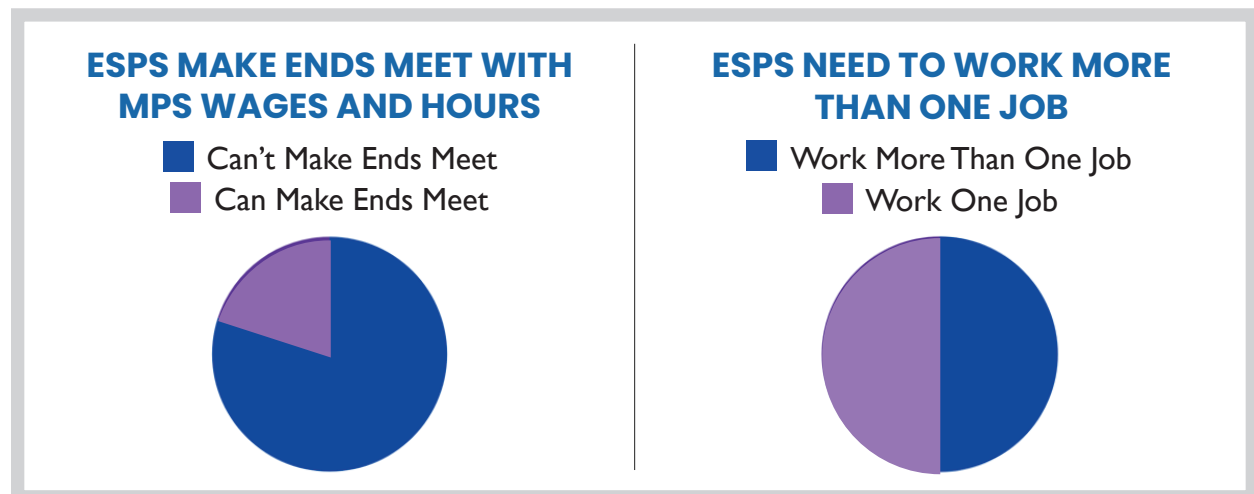 ESPS MAKE ENDS MEET WITH
MPS WAGES AND HOURS
Can't Make Ends Meet
Can Make Ends Meet
ESPS NEED TO WORK MORE
THAN ONE JOB
Work More Than One Job
Work One Job